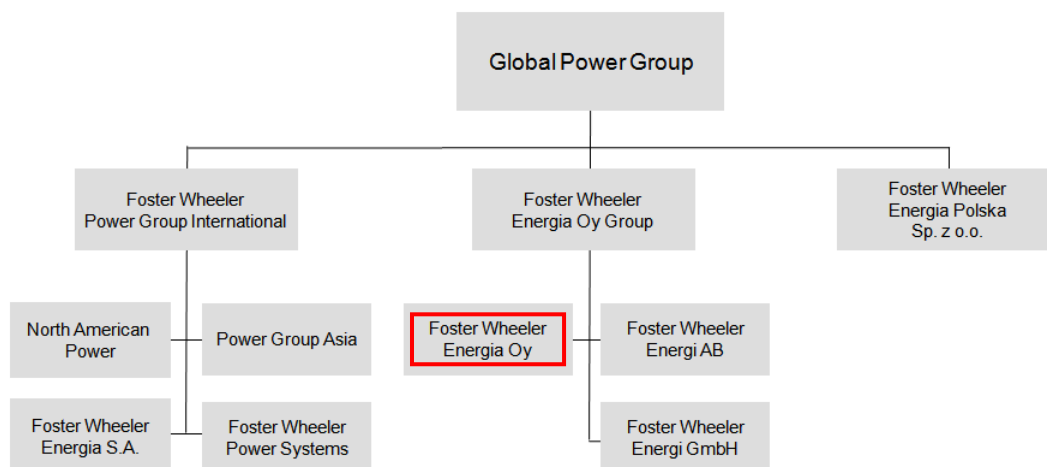 Global Power Group
Foster Wheeler
Power Group International
Foster Wheeler
Energia Oy Group
Foster Wheeler
Energia Polska
Sp. z o.o.
North American
Power
Power Group Asia
Foster Wheeler
Energia Oy
Foster Wheeler
Energi AB
Foster Wheeler
Energia S.A.
Foster Wheeler
Power Systems
Foster Wheeler
Energi GmbH